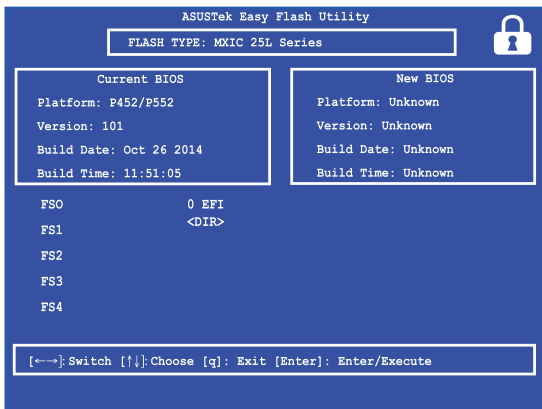 ASUSTek Easy Flash Utility
FLASH TYPE: MXIC 25L Series
Current BIOS
Platform: P452/P552
Version: 101
Build Date: Oct 26 2014
Build Time: 11:51:05
New BIOS
Platform: Unknown
Version: Unknown
Build Date: Unknown
Build Time: Unknown
FSO
FS1
FS2
FS3
FS4
0 EFI
<DIR>
[←→]: Switch [↑↓]: Choose [q]: Exit [Enter]: Enter/Execute